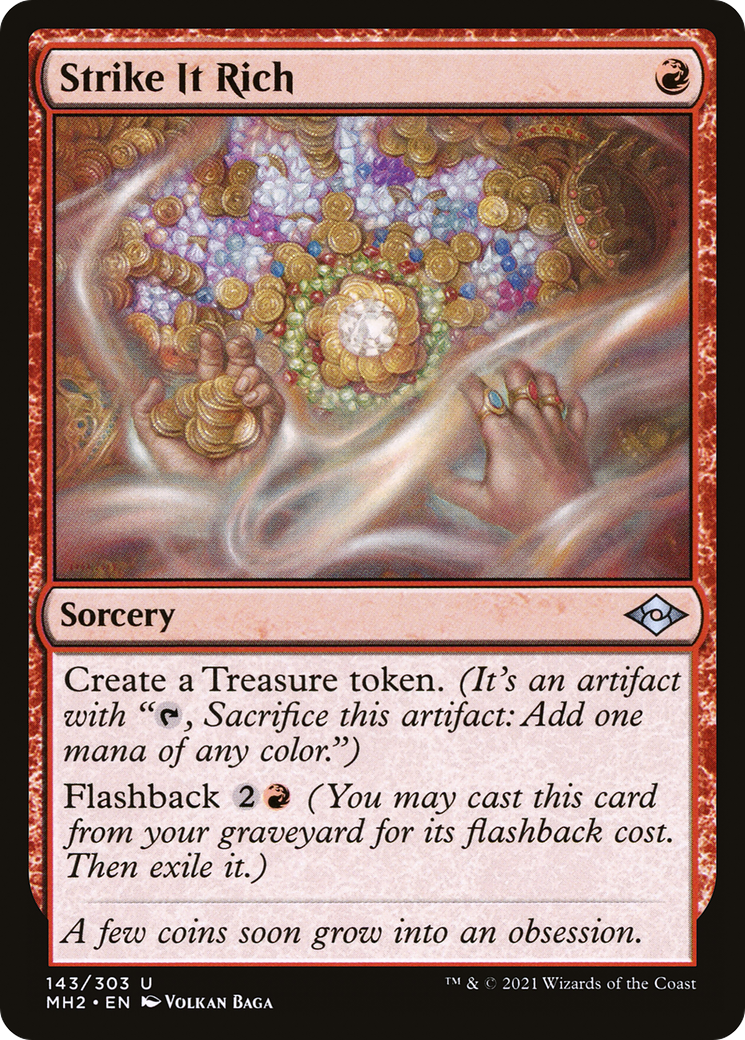 Strike It Rich
Sorcery
Create a Treasure token. (It's an artifact
with “, Sacrifice this artifact: Add one
mana of any color.”)
Flashback 2 (You may cast this card
from your graveyard for its flashback cost.
Then exile it.)
A few coins soon grow into an obsession.
143/303 U
MH2 • EN Volkan Baga
™ & © 2021 Wizards of the Coast